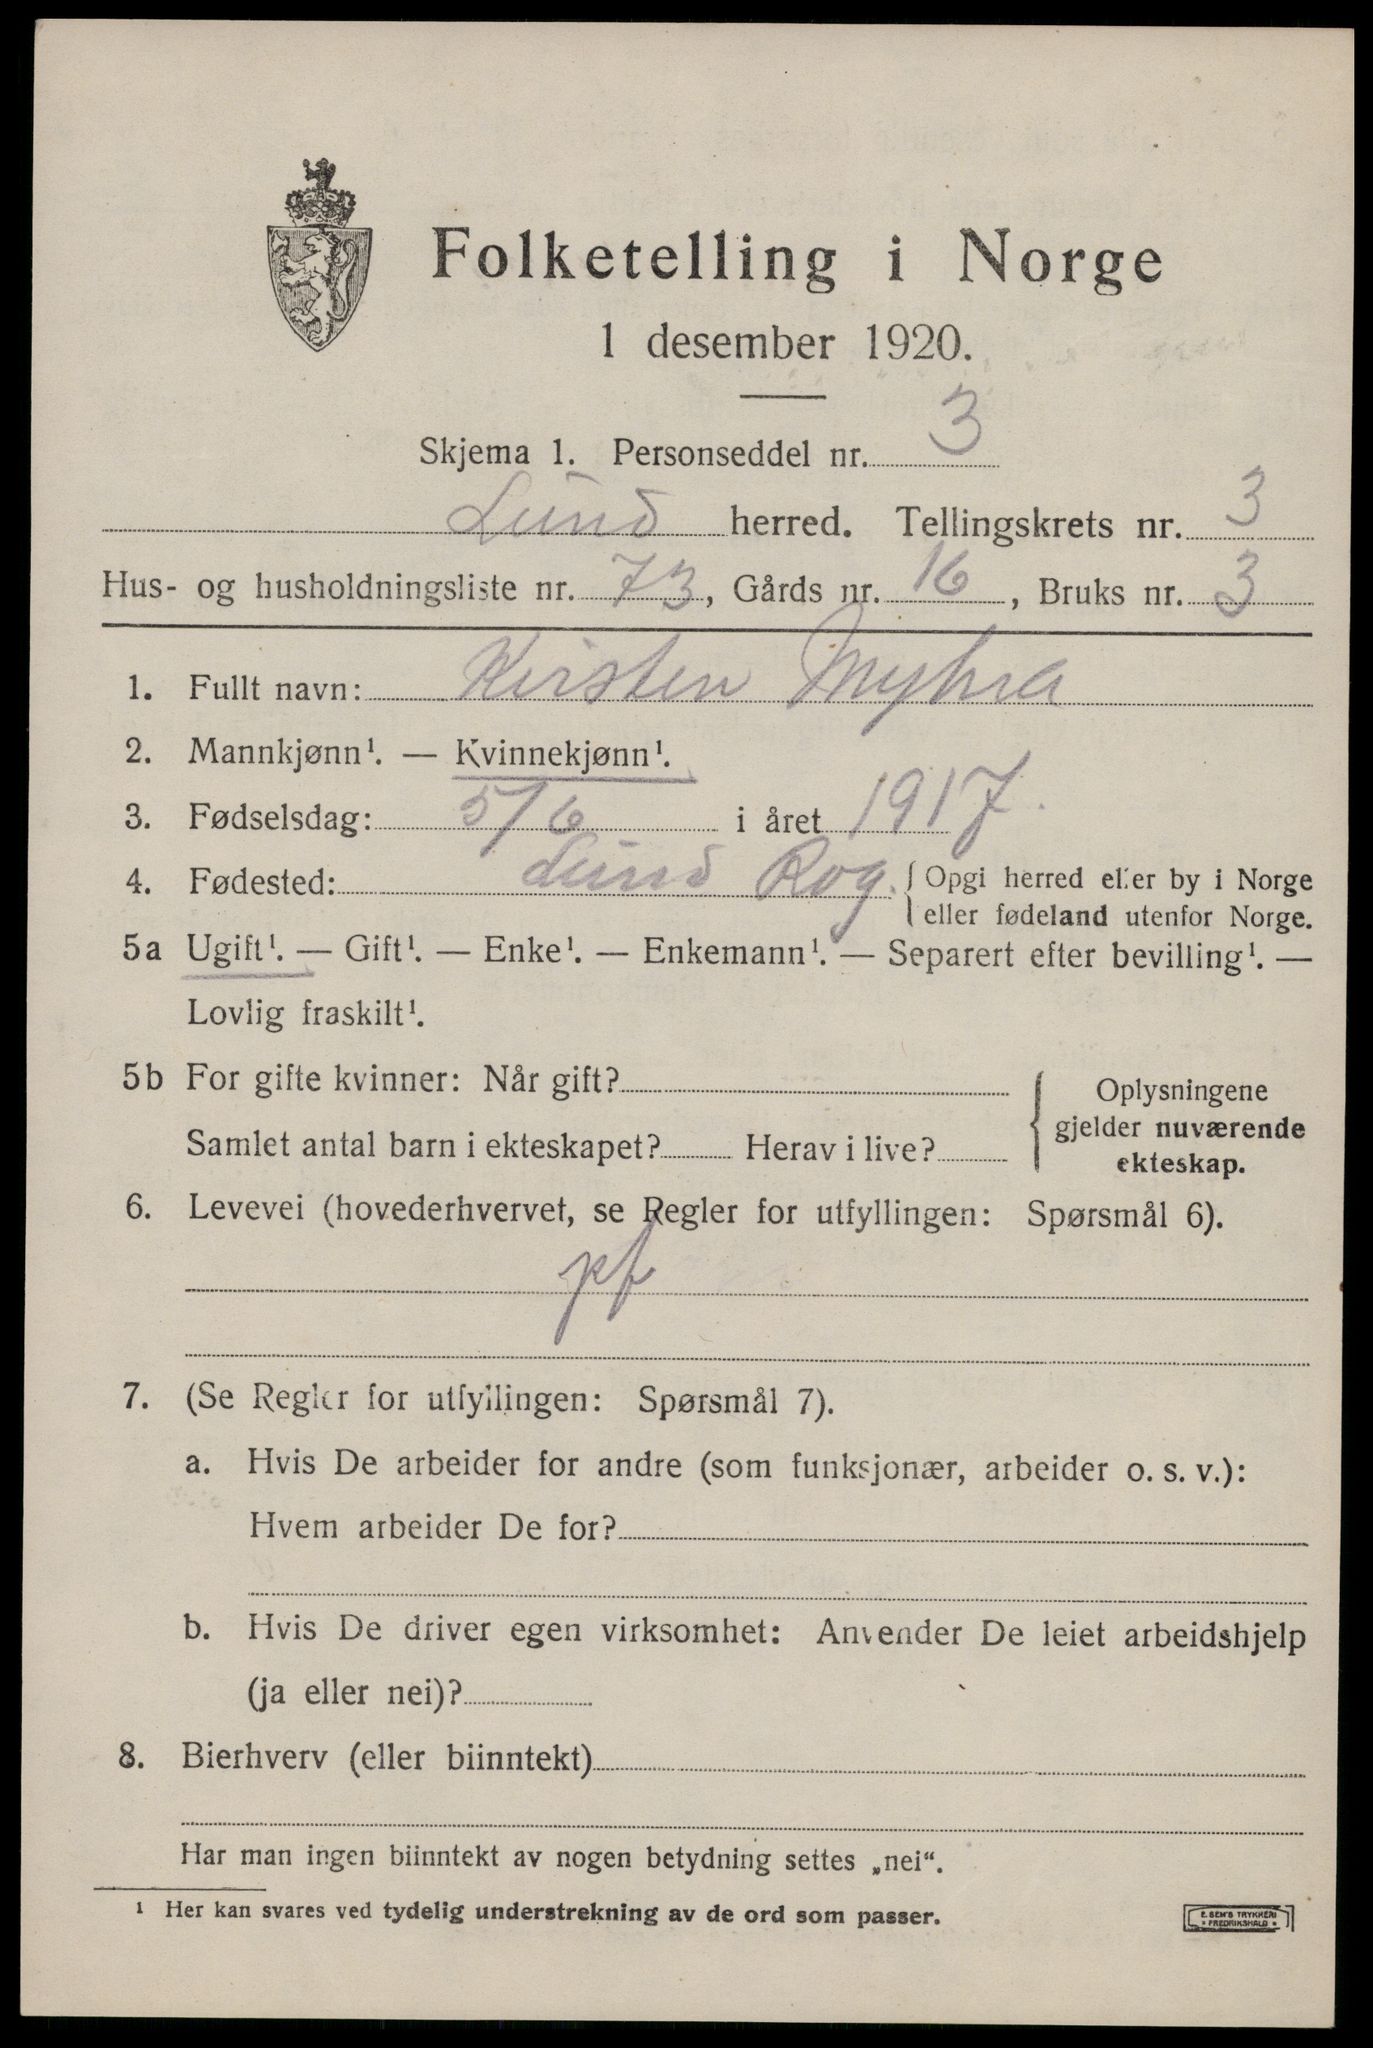 Folketelling i Norge
1 desember 1920.
Skjema 1. Personseddel nr. 3
Lund herred. Tellingskrets nr. 3
Hus- og husholdningsliste nr. 73, Gårds nr. 16, Bruks nr. 3
1. Fullt navn: Kirsten Myhra
2. Mannkjønn¹. — Kvinnekjønn¹.
3. Fødselsdag: 5/6 i året 1917.
4. Fødested: Lund Rog. { Opgi herred eller by i Norge
eller fødeland utenfor Norge.
5a Ugift¹. — Gift¹. — Enke¹. — Enkemann¹. — Separert efter bevilling¹. —
Lovlig fraskilt¹.
5b For gifte kvinner: Når gift?
Samlet antal barn i ekteskapet? Herav i live?
{ Oplysningene
gjelder nuværende
ekteskap.
6. Levevei (hovederhvervet, se Regler for utfyllingen: Spørsmål 6).
pf
7. (Se Regler for utfyllingen: Spørsmål 7).
a. Hvis De arbeider for andre (som funksjonær, arbeider o. s. v.):
Hvem arbeider De for?
b. Hvis De driver egen virksomhet: Anvender De leiet arbeidshjelp
(ja eller nei)?
8. Bierhverv (eller biinntekt)
Har man ingen biinntekt av nogen betydning settes „nei“.
¹ Her kan svares ved tydelig understrekning av de ord som passer.
E. SEM'S TRYKKERI
• FREDRIKSHALD •